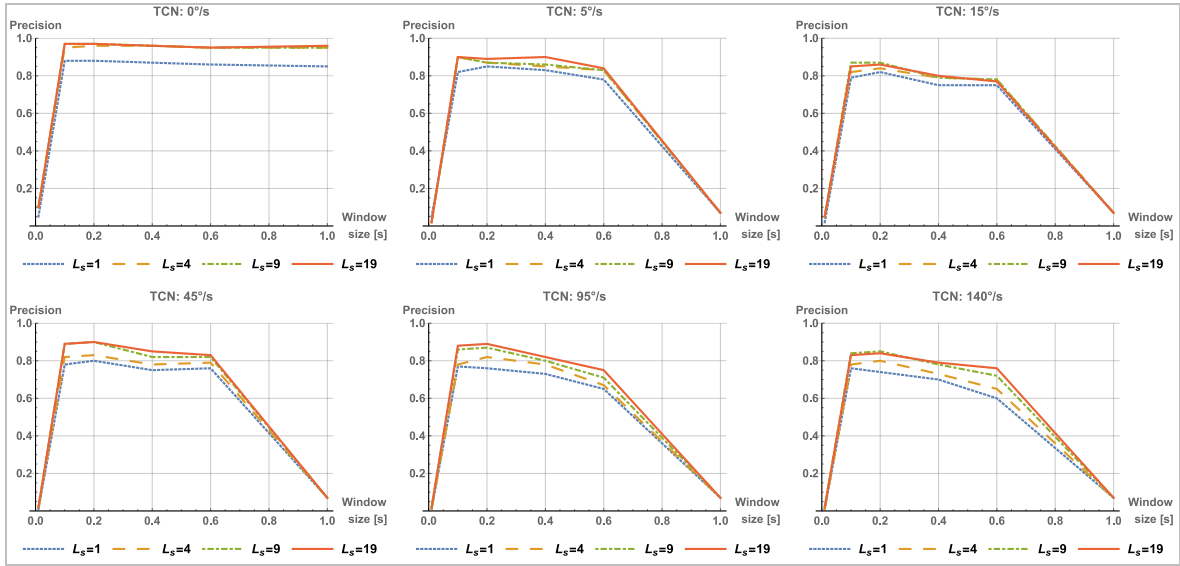 TCN: 0°/s
Precision
1.0
0.8
0.6
0.4
0.2
0.0 0.2 0.4 0.6 0.8 1.0
Window
size [s]
Ls=1 Ls=4 Ls=9 Ls=19
TCN: 5°/s
Precision
1.0
0.8
0.6
0.4
0.2
0.0 0.2 0.4 0.6 0.8 1.0
Window
size [s]
Ls=1 Ls=4 Ls=9 Ls=19
TCN: 15°/s
Precision
1.0
0.8
0.6
0.4
0.2
0.0 0.2 0.4 0.6 0.8 1.0
Window
size [s]
Ls=1 Ls=4 Ls=9 Ls=19
TCN: 45°/s
Precision
1.0
0.8
0.6
0.4
0.2
0.0 0.2 0.4 0.6 0.8 1.0
Window
size [s]
Ls=1 Ls=4 Ls=9 Ls=19
TCN: 95°/s
Precision
1.0
0.8
0.6
0.4
0.2
0.0 0.2 0.4 0.6 0.8 1.0
Window
size [s]
Ls=1 Ls=4 Ls=9 Ls=19
TCN: 140°/s
Precision
1.0
0.8
0.6
0.4
0.2
0.0 0.2 0.4 0.6 0.8 1.0
Window
size [s]
Ls=1 Ls=4 Ls=9 Ls=19